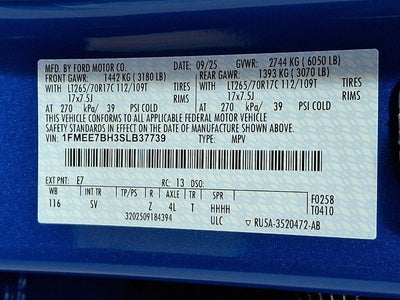 MFD. BY FORD MOTOR CO. 09/25 GVWR: 2744 KG (6050 LB)
FRONT GAWR: 1442 KG (3180 LB) REAR GAWR: 1393 KG (3070 LB)
WITH LT265/70R17C 112/109T TIRES WITH LT265/70R17C 112/109T TIRES
17x7.5J 17x7.5J
AT 270 kPa/ 39 PSI COLD AT 270 kPa/ 39 PSI COLD
THIS VEHICLE CONFORMS TO ALL APPLICABLE FEDERAL MOTOR VEHICLE
SAFETY STANDARDS IN EFFECT ON THE DATE OF MANUFACTURE SHOWN ABOVE.
VIN: 1FMEE7BH3SLB37739 TYPE: MPV
EXT PNT: E7 RC: 13 DSO:
WB INT TR TP/PS R AXLE TR SPR F0258
116 SV Z 4L T HHHH T0410
3202509184394 ULC ▽ RU5A-3520472-AB